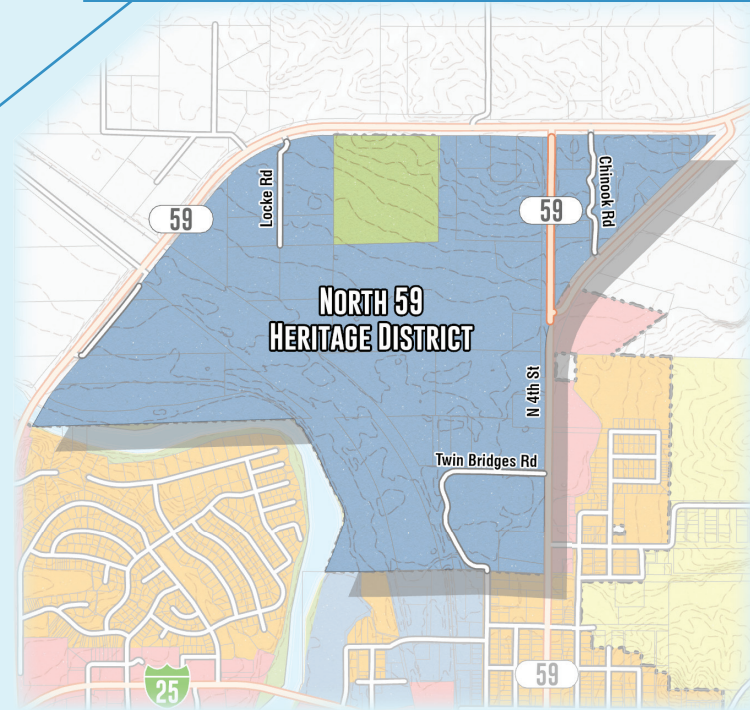 Locke Rd
Chinook Rd
59
59
NORTH 59
HERITAGE DISTRICT
N 4th St
Twin Bridges Rd
59
25